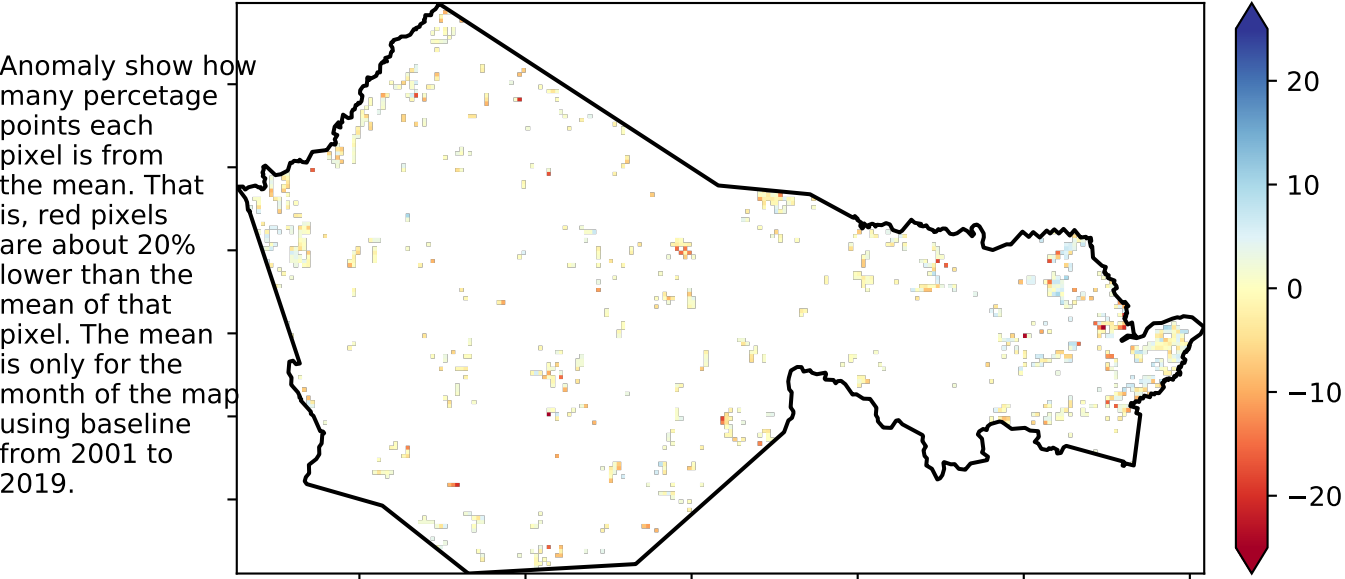 Anomaly show how
many percetage
points each
pixel is from
the mean. That
is, red pixels
are about 20%
lower than the
mean of that
pixel. The mean
is only for the
month of the map
using baseline
from 2001 to
2019.
20
10
0
−10
−20